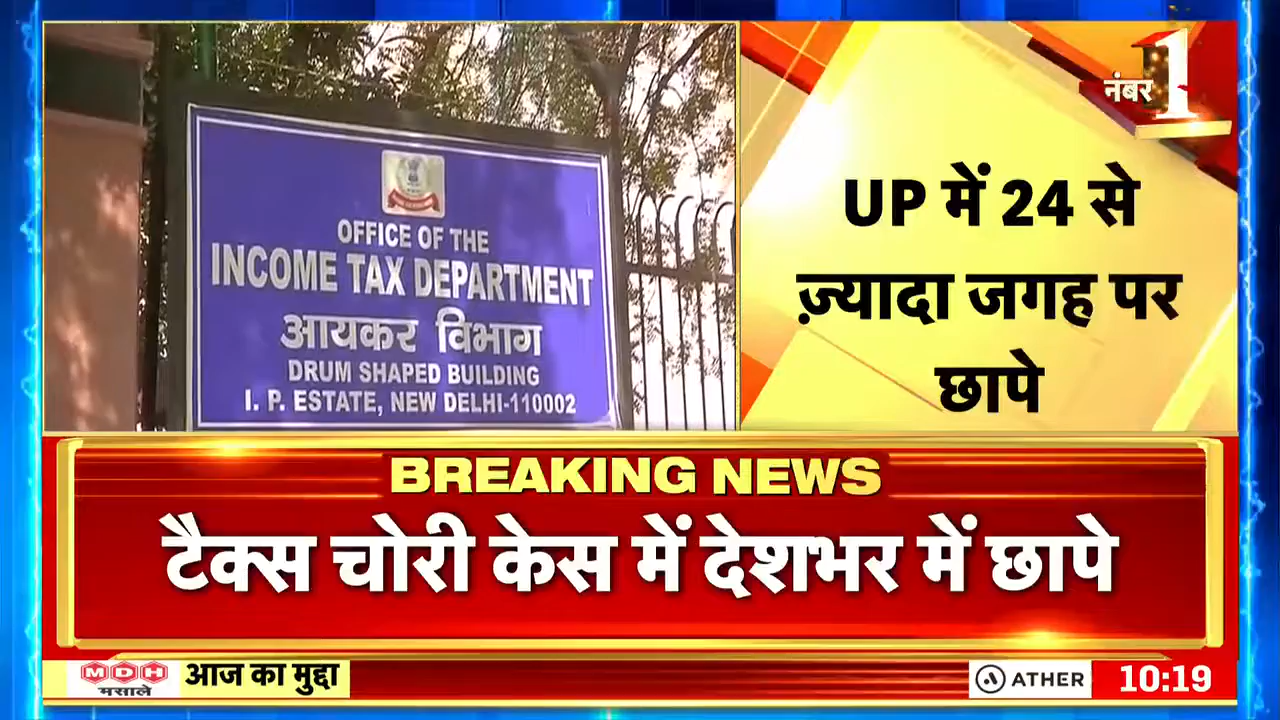 OFFICE OF THE
INCOME TAX DEPARTMENT
आयकर विभाग
DRUM SHAPED BUILDING
I. P. ESTATE, NEW DELHI-110002
नंबर 1
UP में 24 से
ज़्यादा जगह पर
छापे
BREAKING NEWS
टैक्स चोरी केस में देशभर में छापे
MDH
मसाले
आज का मुद्दा
ATHER
10:19